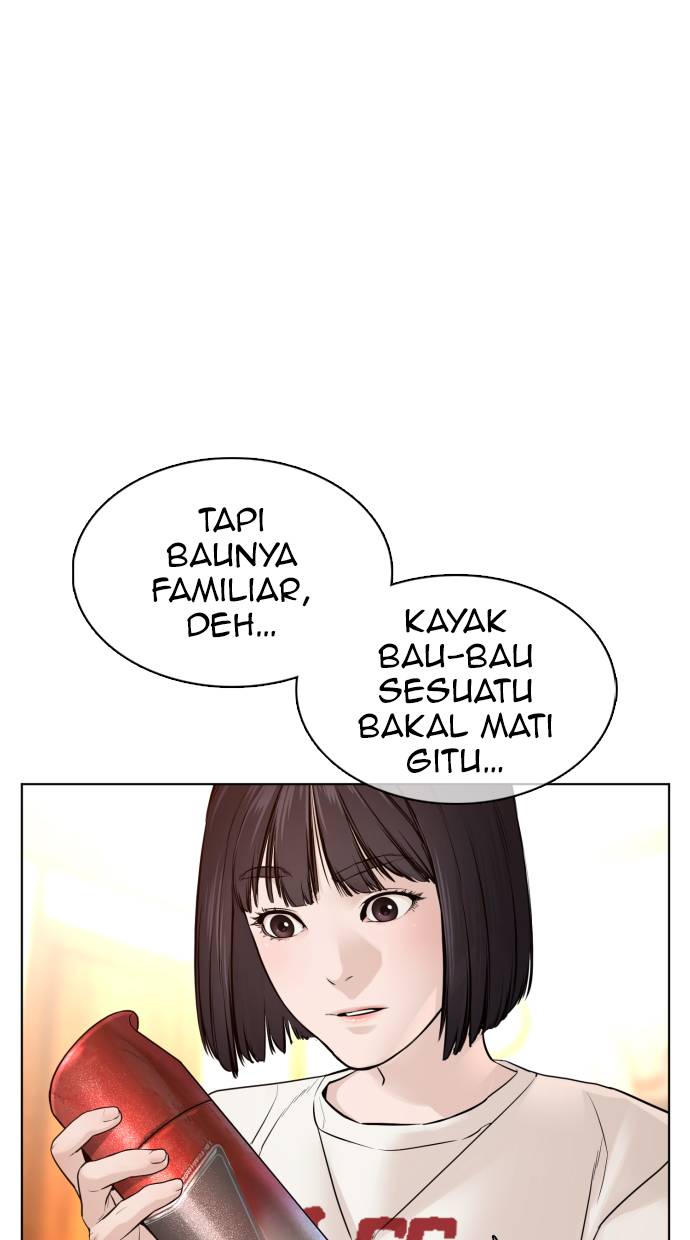 TAPI
BAUNYA
FAMILIAR,
DEH...
KAYAK
BAU-BAU
SESUATU
BAKAL MATI
GITU...